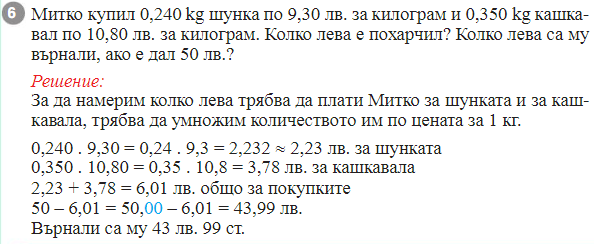 6 Митко купил 0,240 kg шунка по 9,30 лв. за килограм и 0,350 kg кашка-
вал по 10,80 лв. за килограм. Колко лева е похарчил? Колко лева са му
върнали, ако е дал 50 лв.?
Решение:
За да намерим колко лева трябва да плати Митко за шунката и за каш-
кавала, трябва да умножим количеството им по цената за 1 кг.
0,240 . 9,30 = 0,24 . 9,3 = 2,232 ≈ 2,23 лв. за шунката
0,350 . 10,80 = 0,35 . 10,8 = 3,78 лв. за кашкавала
2,23 + 3,78 = 6,01 лв. общо за покупките
50 – 6,01 = 50,00 – 6,01 = 43,99 лв.
Върнали са му 43 лв. 99 ст.